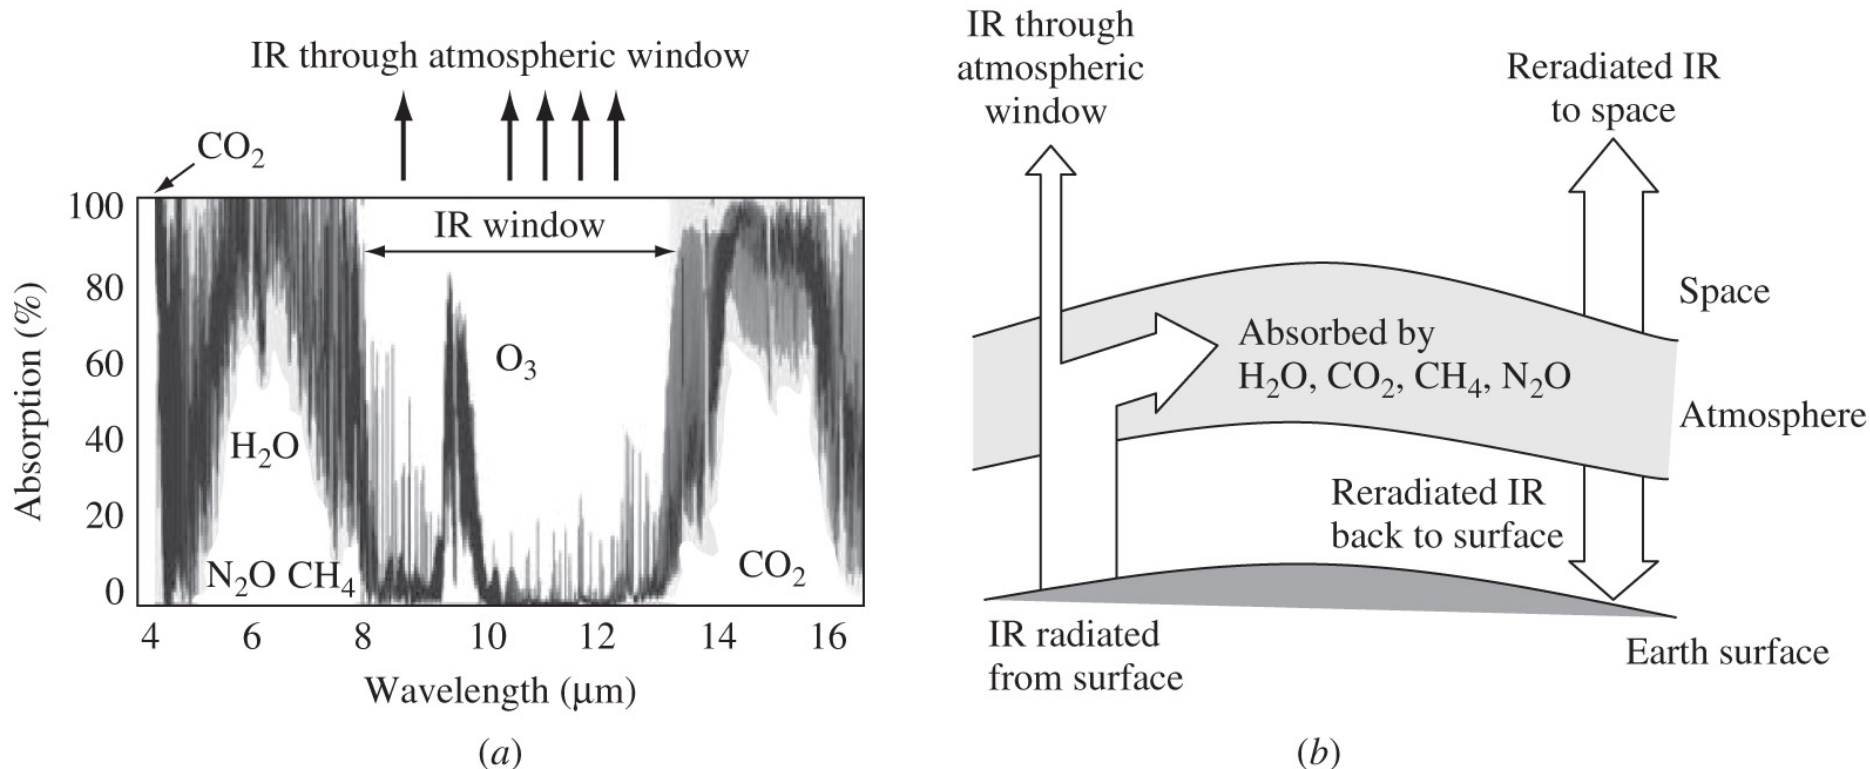 IR through atmospheric window
CO₂
Absorption (%)
100
80
60
40
20
0
IR window
O₃
H₂O
N₂O CH₄
CO₂
4 6 8 10 12 14 16
Wavelength (μm)
(a)
IR through
atmospheric
window
Reradiated IR
to space
Space
Absorbed by
H₂O, CO₂, CH₄, N₂O
Atmosphere
Reradiated IR
back to surface
IR radiated
from surface
Earth surface
(b)